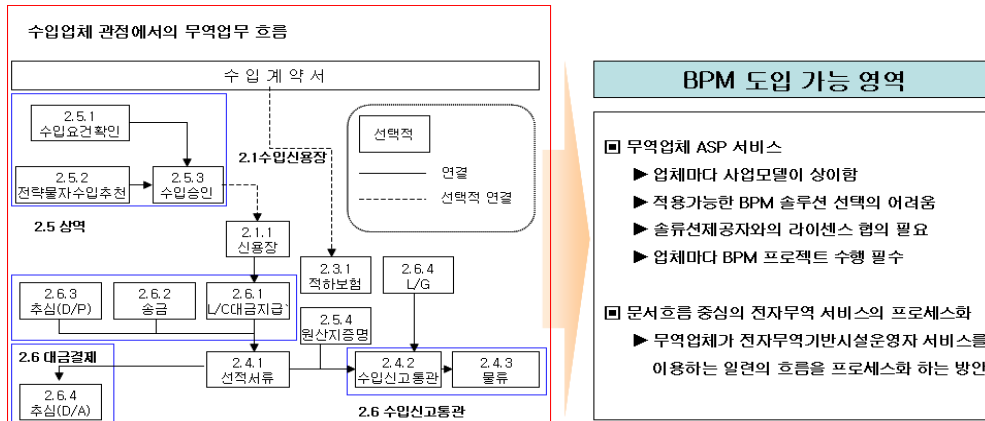 수입업체 관점에서의 무역업무 흐름
수 입 계 약 서
2.5.1
수입요건확인
2.5.2
전략물자수입추천
2.5.3
수입승인
2.5 상역
2.1수입신용장
선택적
연결
선택적 연결
2.1.1
신용장
2.3.1
적하보험
2.6.4
L/G
2.6.3
추심(D/P)
2.6.2
송금
2.6.1
L/C(대금지급)
2.5.4
원산지증명
2.6 대금결제
2.6.4
추심(D/A)
2.4.1
선적서류
2.4.2
수입신고통관
2.4.3
물류
2.6 수입신고통관
BPM 도입 가능 영역
▣ 무역업체 ASP 서비스
▶ 업체마다 사업모델이 상이함
▶ 적용가능한 BPM 솔루션 선택의 어려움
▶ 솔류션제공자와의 라이센스 협의 필요
▶ 업체마다 BPM 프로젝트 수행 필수
▣ 문서흐름 중심의 전자무역 서비스의 프로세스화
▶ 무역업체가 전자무역기반시설운영자 서비스를
이용하는 일련의 흐름을 프로세스화 하는 방안